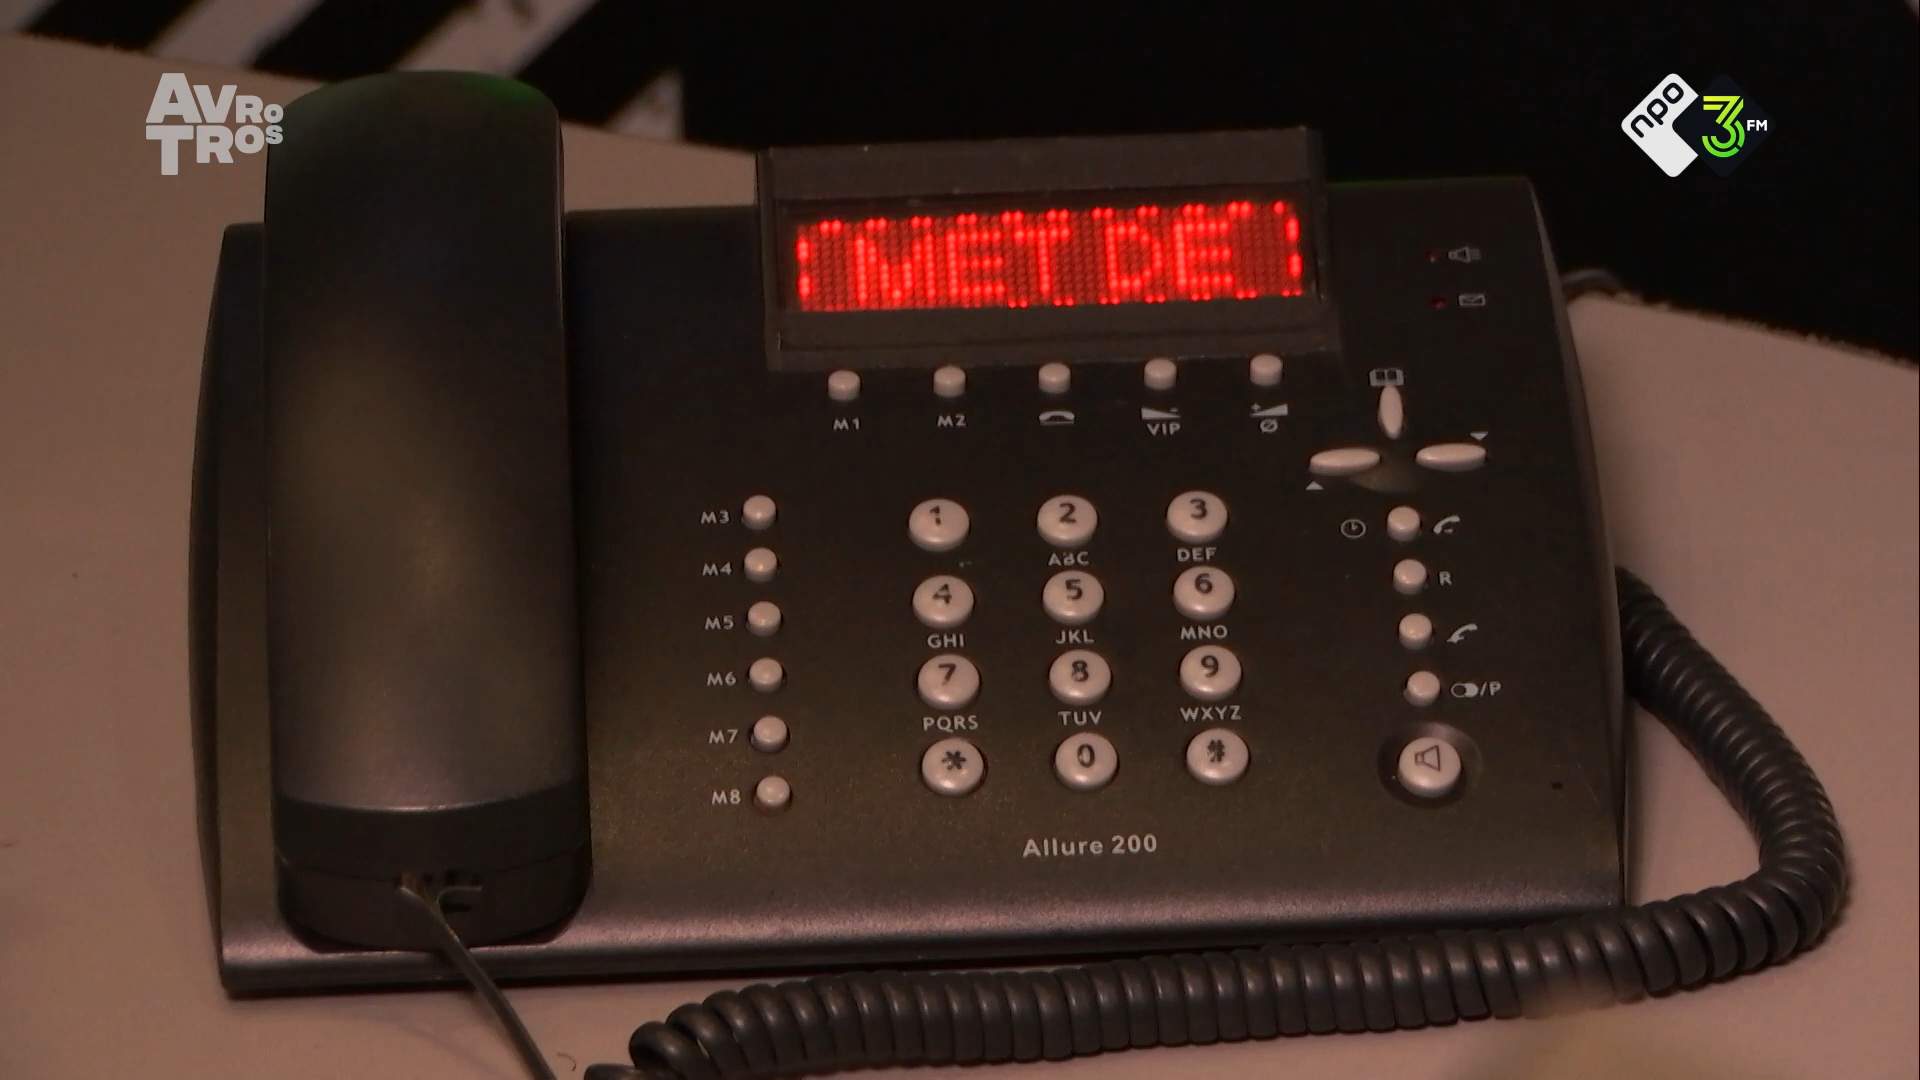 AVRO
TROS
npo 3FM
MET DE
M1 M2 VIP Ø
M3 1 2 3
ABC DEF
M4 4 5 6 R
GHI JKL MNO
M5
M6 7 8 9 /P
PQRS TUV WXYZ
M7 * 0 #
M8
Allure 200